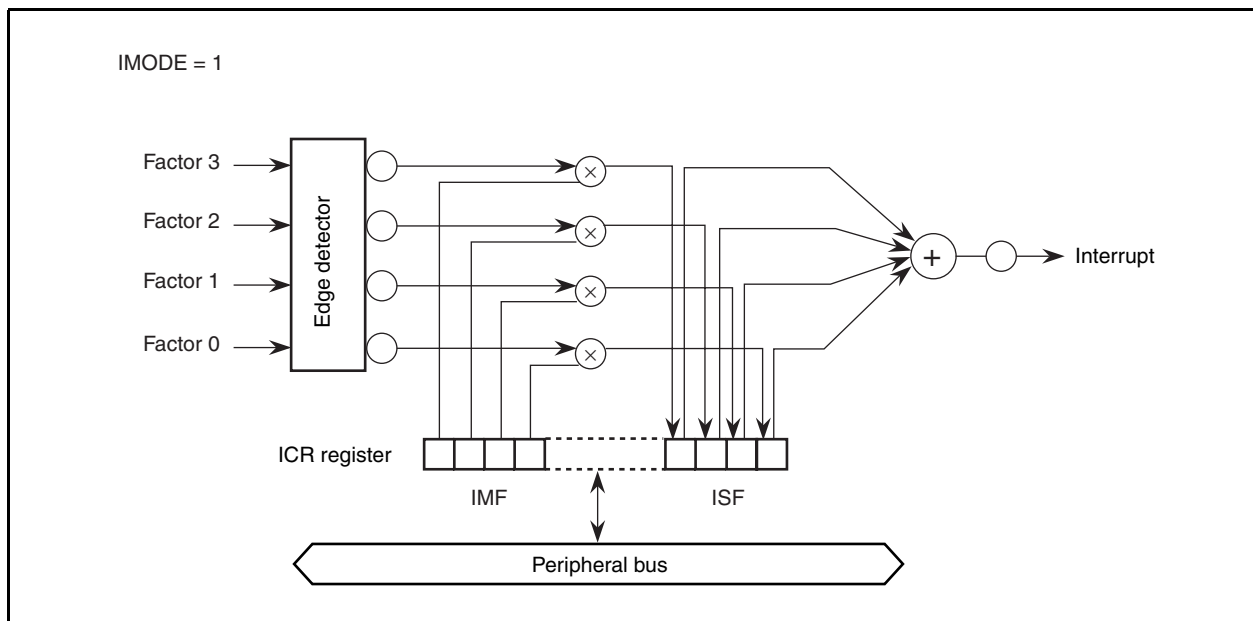 IMODE = 1
Factor 3
Factor 2
Factor 1
Factor 0
Edge detector
×
×
×
×
+
Interrupt
ICR register
IMF
ISF
Peripheral bus